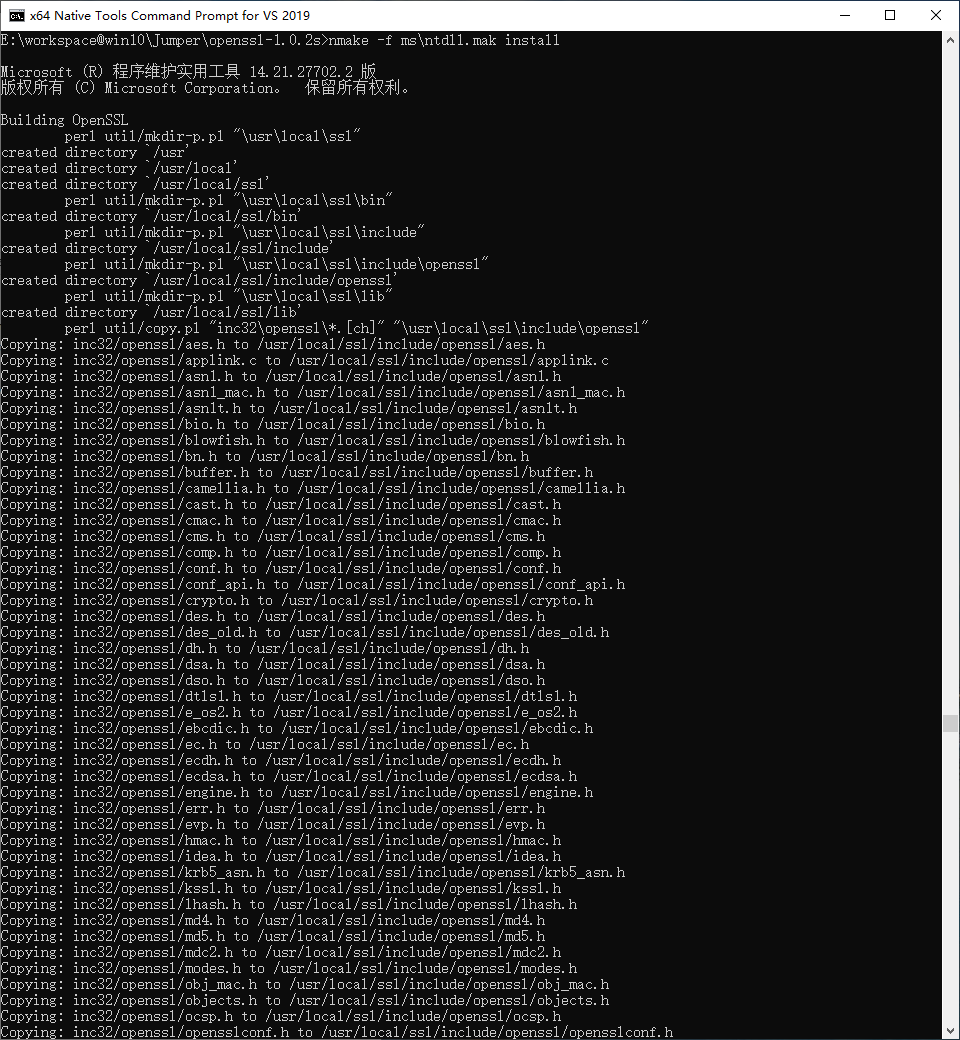 x64 Native Tools Command Prompt for VS 2019
E:\workspace@win10\Jumper\openssl-1.0.2s>nmake -f ms\ntdll.mak install
Microsoft (R) 程序维护实用工具 14.21.27702.2 版
版权所有 (C) Microsoft Corporation。  保留所有权利。
Building OpenSSL
perl util/mkdir-p.pl "\usr\local\ssl"
created directory `/usr'
created directory `/usr/local'
created directory `/usr/local/ssl'
perl util/mkdir-p.pl "\usr\local\ssl\bin"
created directory `/usr/local/ssl/bin'
perl util/mkdir-p.pl "\usr\local\ssl\include"
created directory `/usr/local/ssl/include'
perl util/mkdir-p.pl "\usr\local\ssl\include\openssl"
created directory `/usr/local/ssl/include/openssl'
perl util/mkdir-p.pl "\usr\local\ssl\lib"
created directory `/usr/local/ssl/lib'
perl util/copy.pl "inc32\openssl\*.[ch]" "\usr\local\ssl\include\openssl"
Copying: inc32/openssl/aes.h to /usr/local/ssl/include/openssl/aes.h
Copying: inc32/openssl/applink.c to /usr/local/ssl/include/openssl/applink.c
Copying: inc32/openssl/asn1.h to /usr/local/ssl/include/openssl/asn1.h
Copying: inc32/openssl/asn1_mac.h to /usr/local/ssl/include/openssl/asn1_mac.h
Copying: inc32/openssl/asn1t.h to /usr/local/ssl/include/openssl/asn1t.h
Copying: inc32/openssl/bio.h to /usr/local/ssl/include/openssl/bio.h
Copying: inc32/openssl/blowfish.h to /usr/local/ssl/include/openssl/blowfish.h
Copying: inc32/openssl/bn.h to /usr/local/ssl/include/openssl/bn.h
Copying: inc32/openssl/buffer.h to /usr/local/ssl/include/openssl/buffer.h
Copying: inc32/openssl/camellia.h to /usr/local/ssl/include/openssl/camellia.h
Copying: inc32/openssl/cast.h to /usr/local/ssl/include/openssl/cast.h
Copying: inc32/openssl/cmac.h to /usr/local/ssl/include/openssl/cmac.h
Copying: inc32/openssl/cms.h to /usr/local/ssl/include/openssl/cms.h
Copying: inc32/openssl/comp.h to /usr/local/ssl/include/openssl/comp.h
Copying: inc32/openssl/conf.h to /usr/local/ssl/include/openssl/conf.h
Copying: inc32/openssl/conf_api.h to /usr/local/ssl/include/openssl/conf_api.h
Copying: inc32/openssl/crypto.h to /usr/local/ssl/include/openssl/crypto.h
Copying: inc32/openssl/des.h to /usr/local/ssl/include/openssl/des.h
Copying: inc32/openssl/des_old.h to /usr/local/ssl/include/openssl/des_old.h
Copying: inc32/openssl/dh.h to /usr/local/ssl/include/openssl/dh.h
Copying: inc32/openssl/dsa.h to /usr/local/ssl/include/openssl/dsa.h
Copying: inc32/openssl/dso.h to /usr/local/ssl/include/openssl/dso.h
Copying: inc32/openssl/dtls1.h to /usr/local/ssl/include/openssl/dtls1.h
Copying: inc32/openssl/e_os2.h to /usr/local/ssl/include/openssl/e_os2.h
Copying: inc32/openssl/ebcdic.h to /usr/local/ssl/include/openssl/ebcdic.h
Copying: inc32/openssl/ec.h to /usr/local/ssl/include/openssl/ec.h
Copying: inc32/openssl/ecdh.h to /usr/local/ssl/include/openssl/ecdh.h
Copying: inc32/openssl/ecdsa.h to /usr/local/ssl/include/openssl/ecdsa.h
Copying: inc32/openssl/engine.h to /usr/local/ssl/include/openssl/engine.h
Copying: inc32/openssl/err.h to /usr/local/ssl/include/openssl/err.h
Copying: inc32/openssl/evp.h to /usr/local/ssl/include/openssl/evp.h
Copying: inc32/openssl/hmac.h to /usr/local/ssl/include/openssl/hmac.h
Copying: inc32/openssl/idea.h to /usr/local/ssl/include/openssl/idea.h
Copying: inc32/openssl/krb5_asn.h to /usr/local/ssl/include/openssl/krb5_asn.h
Copying: inc32/openssl/kssl.h to /usr/local/ssl/include/openssl/kssl.h
Copying: inc32/openssl/lhash.h to /usr/local/ssl/include/openssl/lhash.h
Copying: inc32/openssl/md4.h to /usr/local/ssl/include/openssl/md4.h
Copying: inc32/openssl/md5.h to /usr/local/ssl/include/openssl/md5.h
Copying: inc32/openssl/mdc2.h to /usr/local/ssl/include/openssl/mdc2.h
Copying: inc32/openssl/modes.h to /usr/local/ssl/include/openssl/modes.h
Copying: inc32/openssl/obj_mac.h to /usr/local/ssl/include/openssl/obj_mac.h
Copying: inc32/openssl/objects.h to /usr/local/ssl/include/openssl/objects.h
Copying: inc32/openssl/ocsp.h to /usr/local/ssl/include/openssl/ocsp.h
Copying: inc32/openssl/opensslconf.h to /usr/local/ssl/include/openssl/opensslconf.h